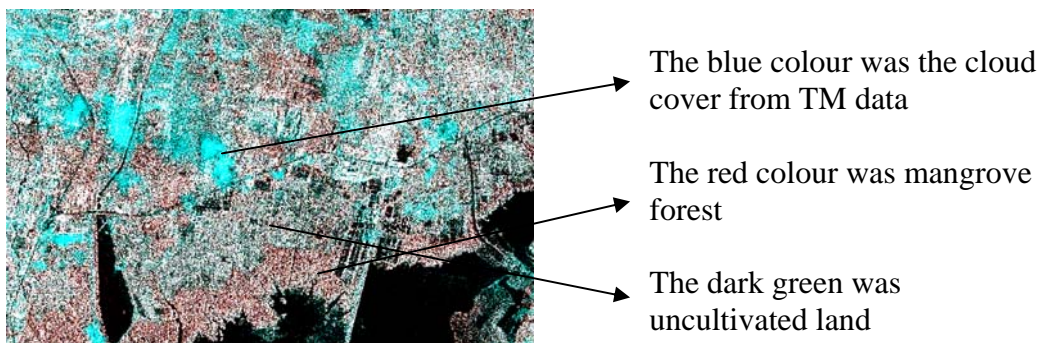 The blue colour was the cloud
cover from TM data
The red colour was mangrove
forest
The dark green was
uncultivated land